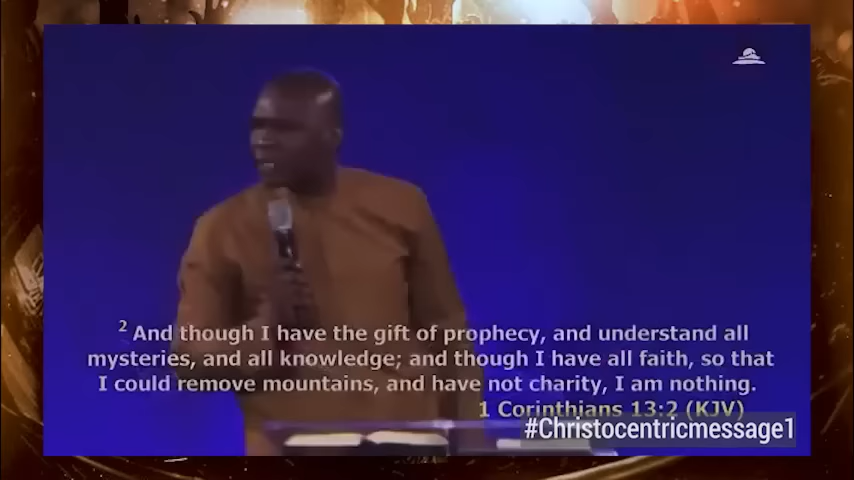 2 And though I have the gift of prophecy, and understand all
mysteries, and all knowledge; and though I have all faith, so that
I could remove mountains, and have not charity, I am nothing.
1 Corinthians 13:2 (KJV)
#Christocentricmessage1